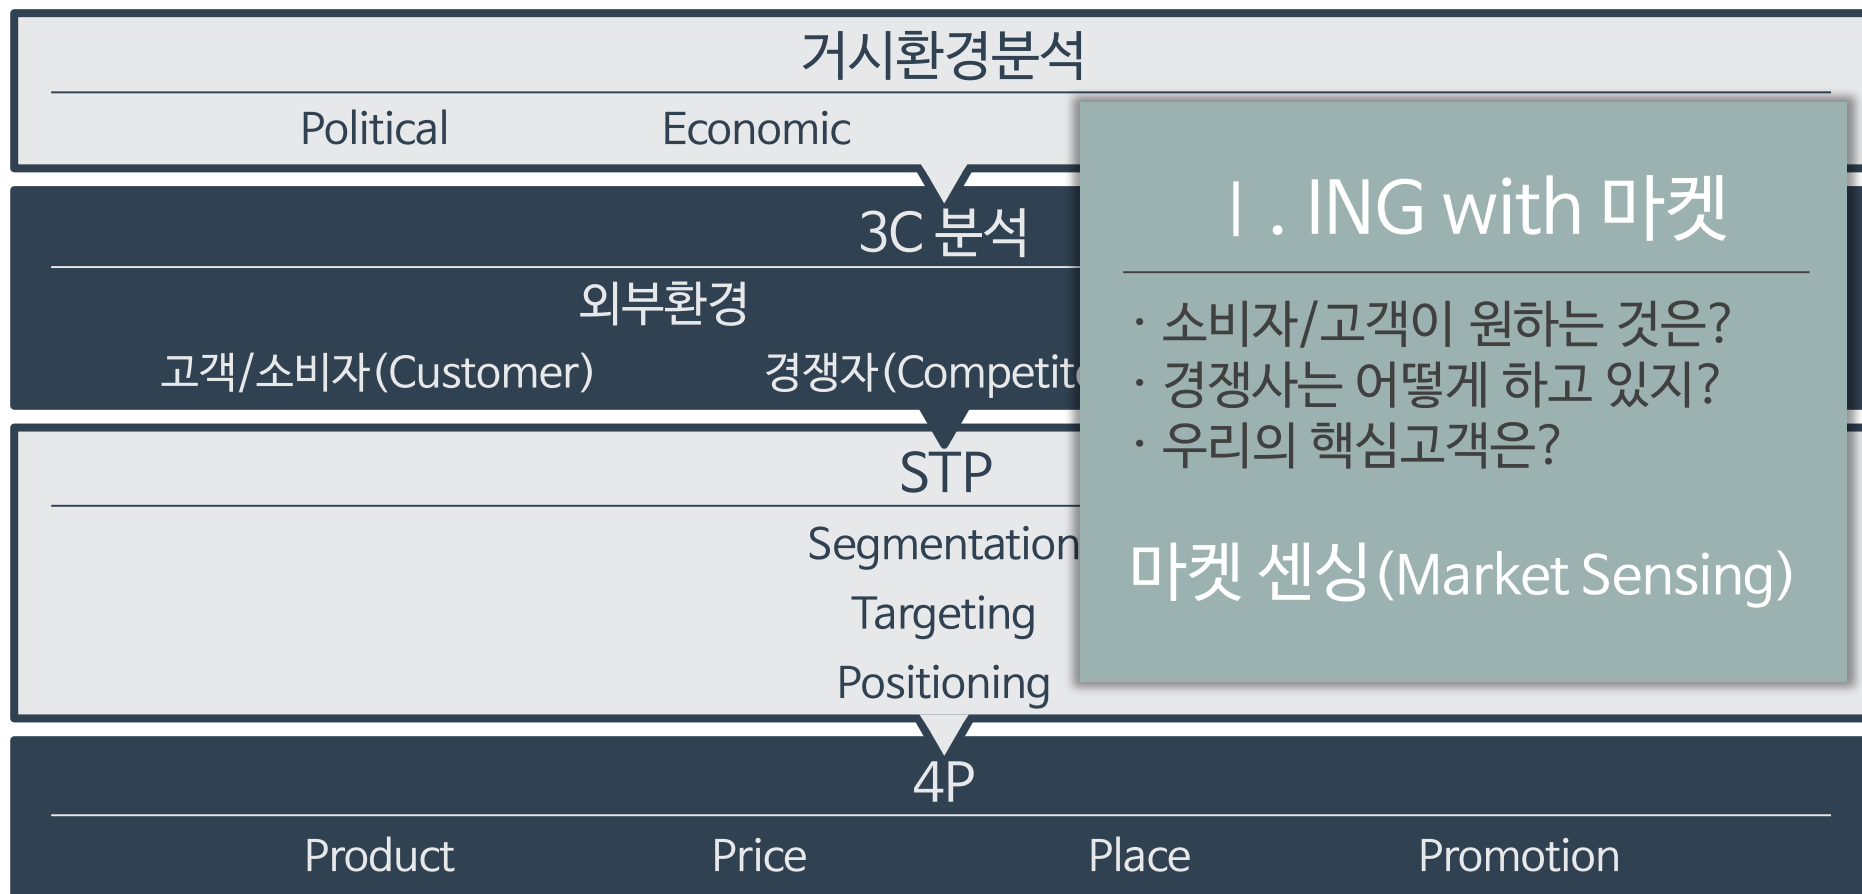 거시환경분석
Political Economic
3C 분석
외부환경
고객/소비자(Customer) 경쟁자(Competit
STP
Segmentation
Targeting
Positioning
4P
Product Price Place Promotion
Ⅰ. ING with 마켓
· 소비자/고객이 원하는 것은?
· 경쟁사는 어떻게 하고 있지?
· 우리의 핵심고객은?
마켓 센싱(Market Sensing)